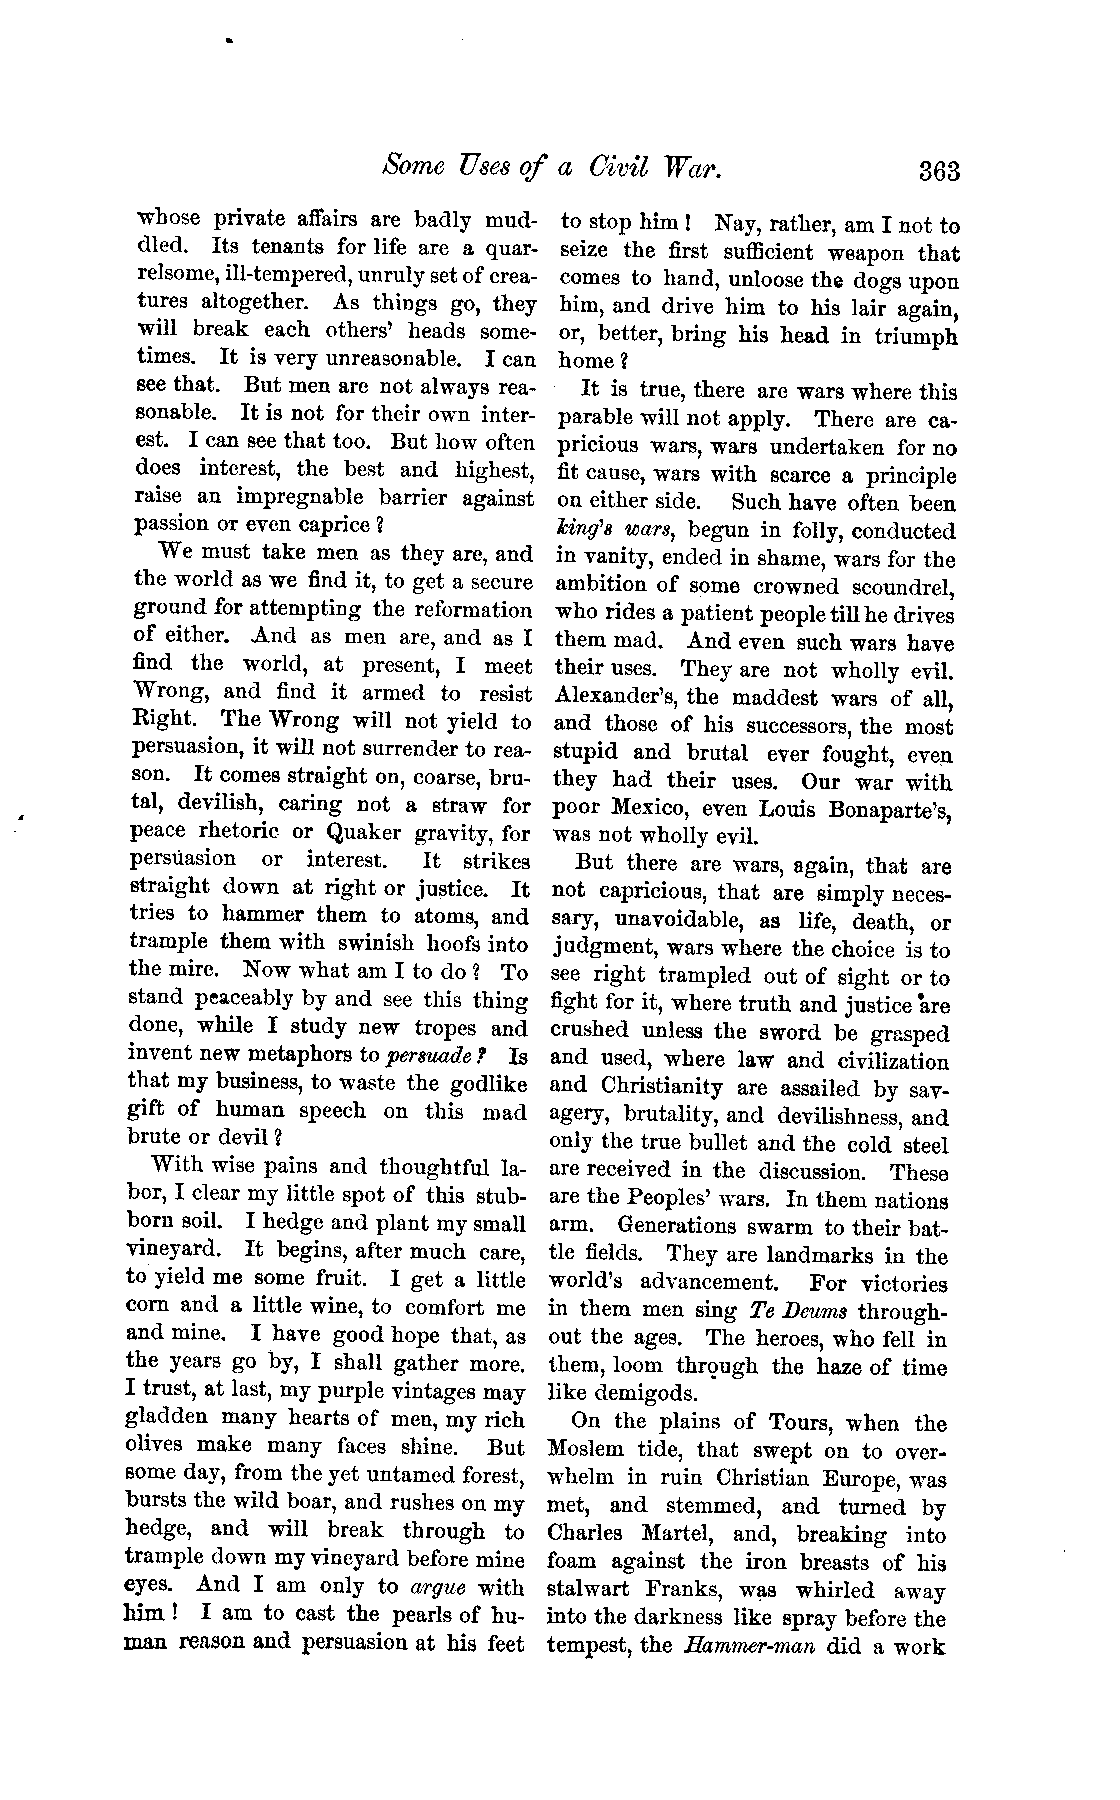 Some Uses of a Civil War. 363
whose private affairs are badly mud-
dled. Its tenants for life are a quar-
relsome, ill-tempered, unruly set of crea-
tures altogether. As things go, they
will break each others' heads some-
times. It is very unreasonable. I can
see that. But men are not always rea-
sonable. It is not for their own inter-
est. I can see that too. But how often
does interest, the best and highest,
raise an impregnable barrier against
passion or even caprice?
We must take men as they are, and
the world as we find it, to get a secure
ground for attempting the reformation
of either. And as men are, and as I
find the world, at present, I meet
Wrong, and find it armed to resist
Right. The Wrong will not yield to
persuasion, it will not surrender to rea-
son. It comes straight on, coarse, bru-
tal, devilish, caring not a straw for
peace rhetoric or Quaker gravity, for
persuasion or interest. It strikes
straight down at right or justice. It
tries to hammer them to atoms, and
trample them with swinish hoofs into
the mire. Now what am I to do? To
stand peaceably by and see this thing
done, while I study new tropes and
invent new metaphors to persuade? Is
that my business, to waste the godlike
gift of human speech on this mad
brute or devil?
With wise pains and thoughtful la-
bor, I clear my little spot of this stub-
born soil. I hedge and plant my small
vineyard. It begins, after much care,
to yield me some fruit. I get a little
corn and a little wine, to comfort me
and mine. I have good hope that, as
the years go by, I shall gather more.
I trust, at last, my purple vintages may
gladden many hearts of men, my rich
olives make many faces shine. But
some day, from the yet untamed forest,
bursts the wild boar, and rushes on my
hedge, and will break through to
trample down my vineyard before mine
eyes. And I am only to argue with
him! I am to cast the pearls of hu-
man reason and persuasion at his feet
to stop him! Nay, rather, am I not to
seize the first sufficient weapon that
comes to hand, unloose the dogs upon
him, and drive him to his lair again,
or, better, bring his head in triumph
home?
It is true, there are wars where this
parable will not apply. There are ca-
pricious wars, wars undertaken for no
fit cause, wars with scarce a principle
on either side. Such have often been
king's wars, begun in folly, conducted
in vanity, ended in shame, wars for the
ambition of some crowned scoundrel,
who rides a patient people till he drives
them mad. And even such wars have
their uses. They are not wholly evil.
Alexander's, the maddest wars of all,
and those of his successors, the most
stupid and brutal ever fought, even
they had their uses. Our war with
poor Mexico, even Louis Bonaparte's,
was not wholly evil.
But there are wars, again, that are
not capricious, that are simply neces-
sary, unavoidable, as life, death, or
judgment, wars where the choice is to
see right trampled out of sight or to
fight for it, where truth and justice are
crushed unless the sword be grasped
and used, where law and civilization
and Christianity are assailed by sav-
agery, brutality, and devilishness, and
only the true bullet and the cold steel
are received in the discussion. These
are the Peoples' wars. In them nations
arm. Generations swarm to their bat-
tle fields. They are landmarks in the
world's advancement. For victories
in them men sing Te Deums through-
out the ages. The heroes, who fell in
them, loom through the haze of time
like demigods.
On the plains of Tours, when the
Moslem tide, that swept on to over-
whelm in ruin Christian Europe, was
met, and stemmed, and turned by
Charles Martel, and, breaking into
foam against the iron breasts of his
stalwart Franks, was whirled away
into the darkness like spray before the
tempest, the Hammer-man did a work